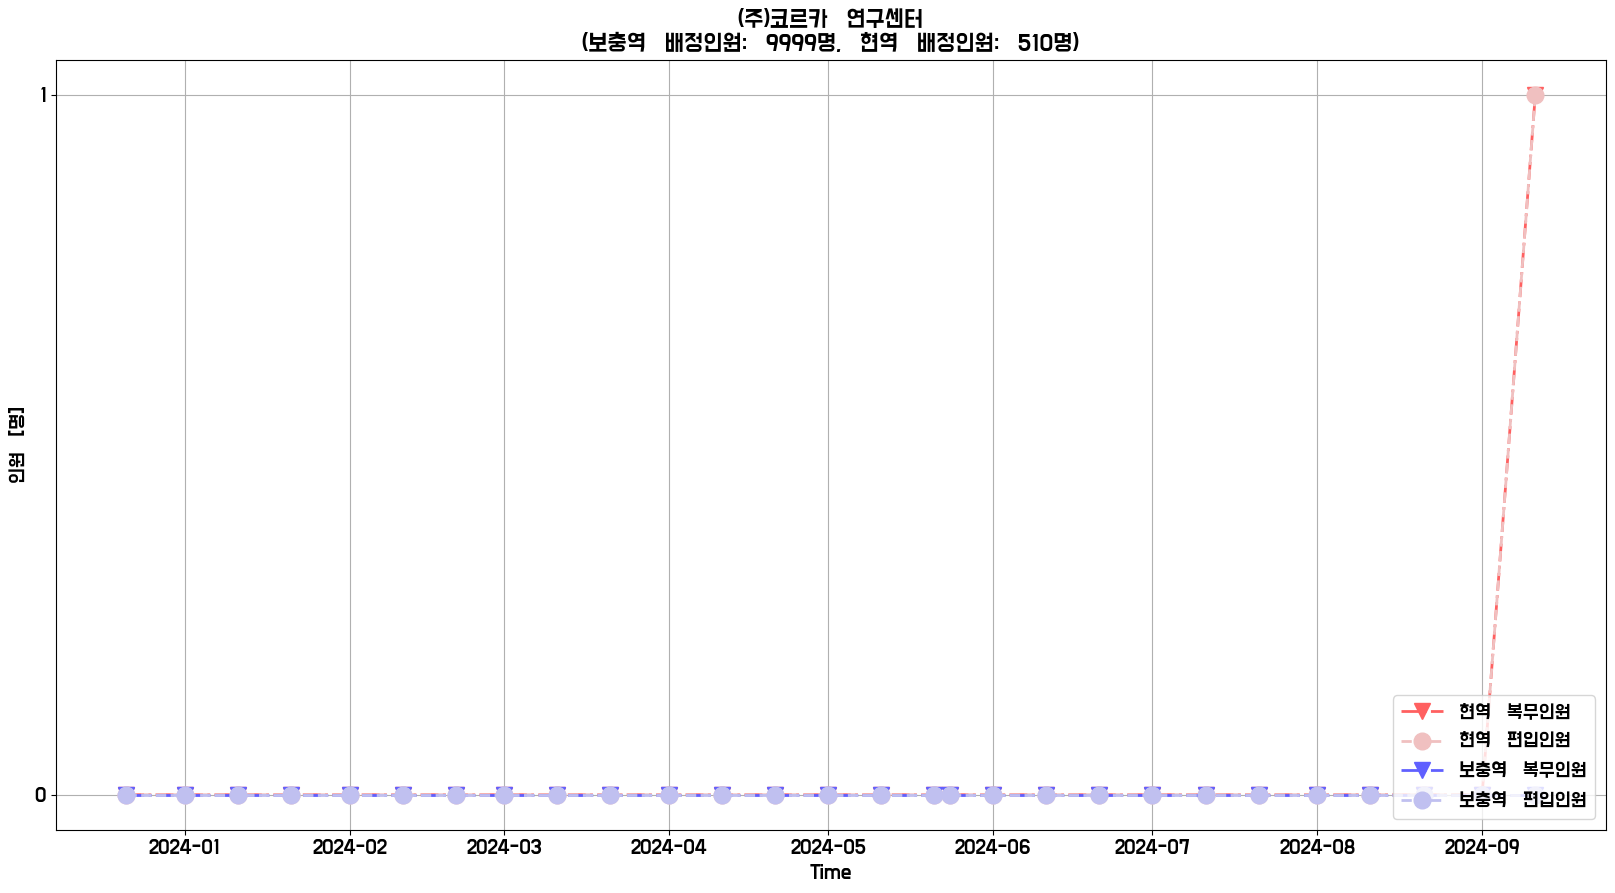 (주)코르카 연구센터
(보충역 배정인원: 9999명, 현역 배정인원: 510명)
1
0
인원 [명]
2024-01 2024-02 2024-03 2024-04 2024-05 2024-06 2024-07 2024-08 2024-09
Time
현역 복무인원
현역 편입인원
보충역 복무인원
보충역 편입인원